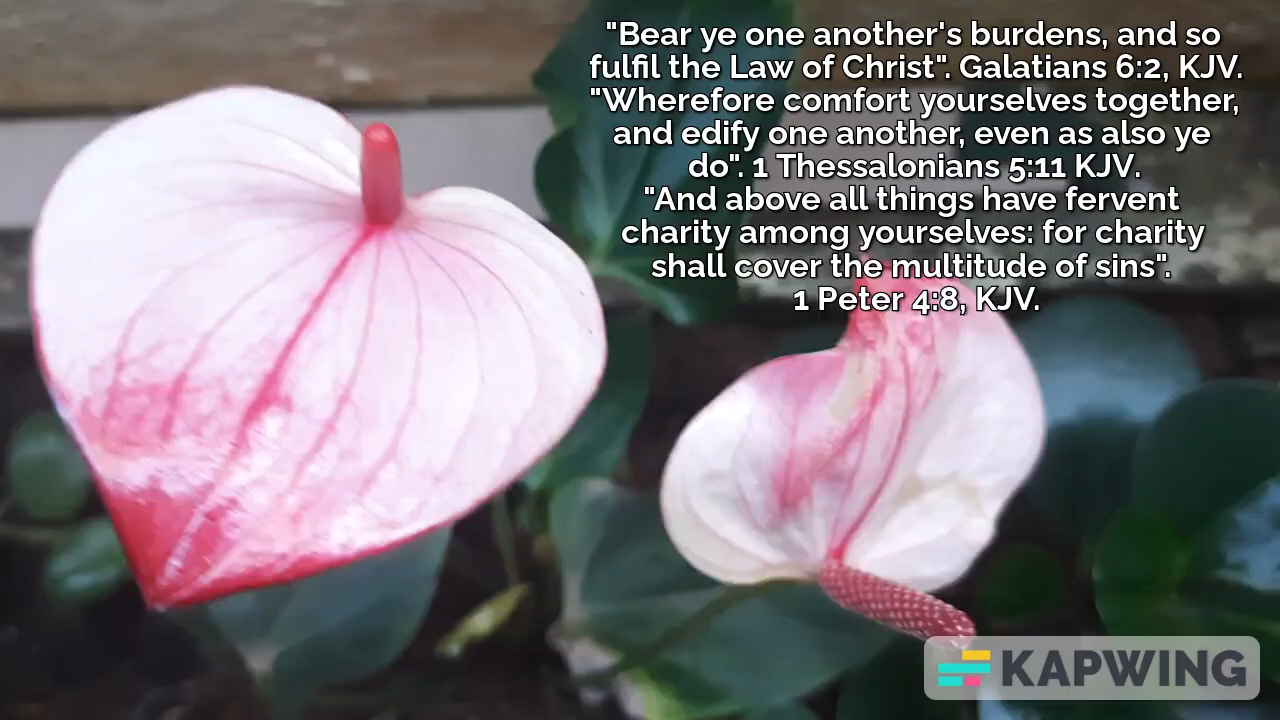 "Bear ye one another's burdens, and so
fulfil the Law of Christ". Galatians 6:2, KJV.
"Wherefore comfort yourselves together,
and edify one another, even as also ye
do". 1 Thessalonians 5:11 KJV.
"And above all things have fervent
charity among yourselves: for charity
shall cover the multitude of sins".
1 Peter 4:8, KJV.
KAPWING